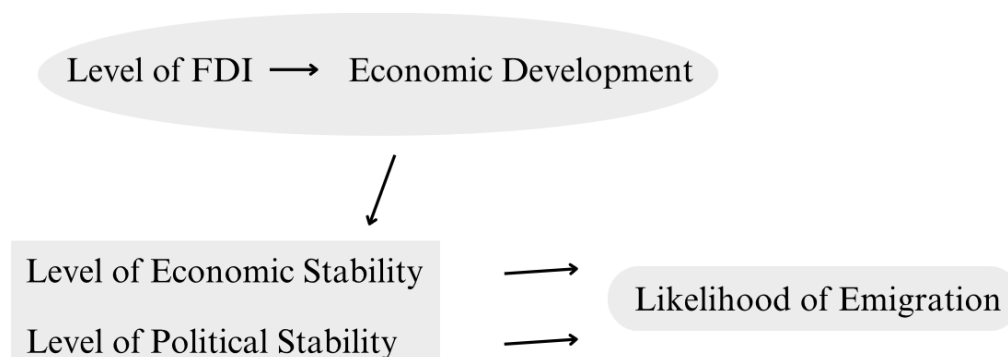 Level of FDI ⟶ Economic Development
Level of Economic Stability
Likelihood of Emigration
Level of Political Stability